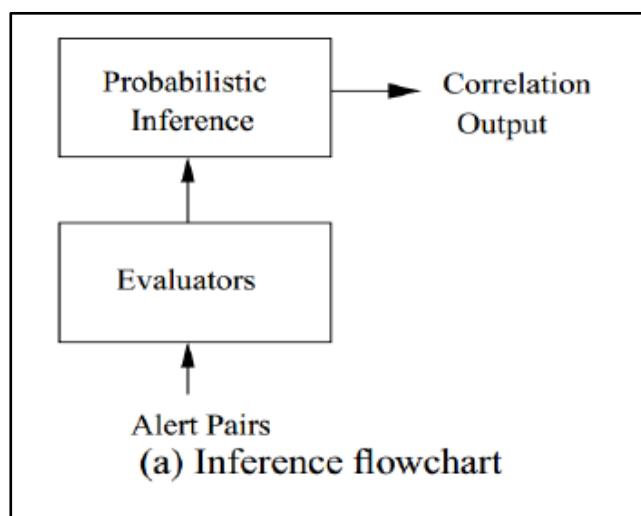 Probabilistic
Inference
Correlation
Output
Evaluators
Alert Pairs
(a) Inference flowchart